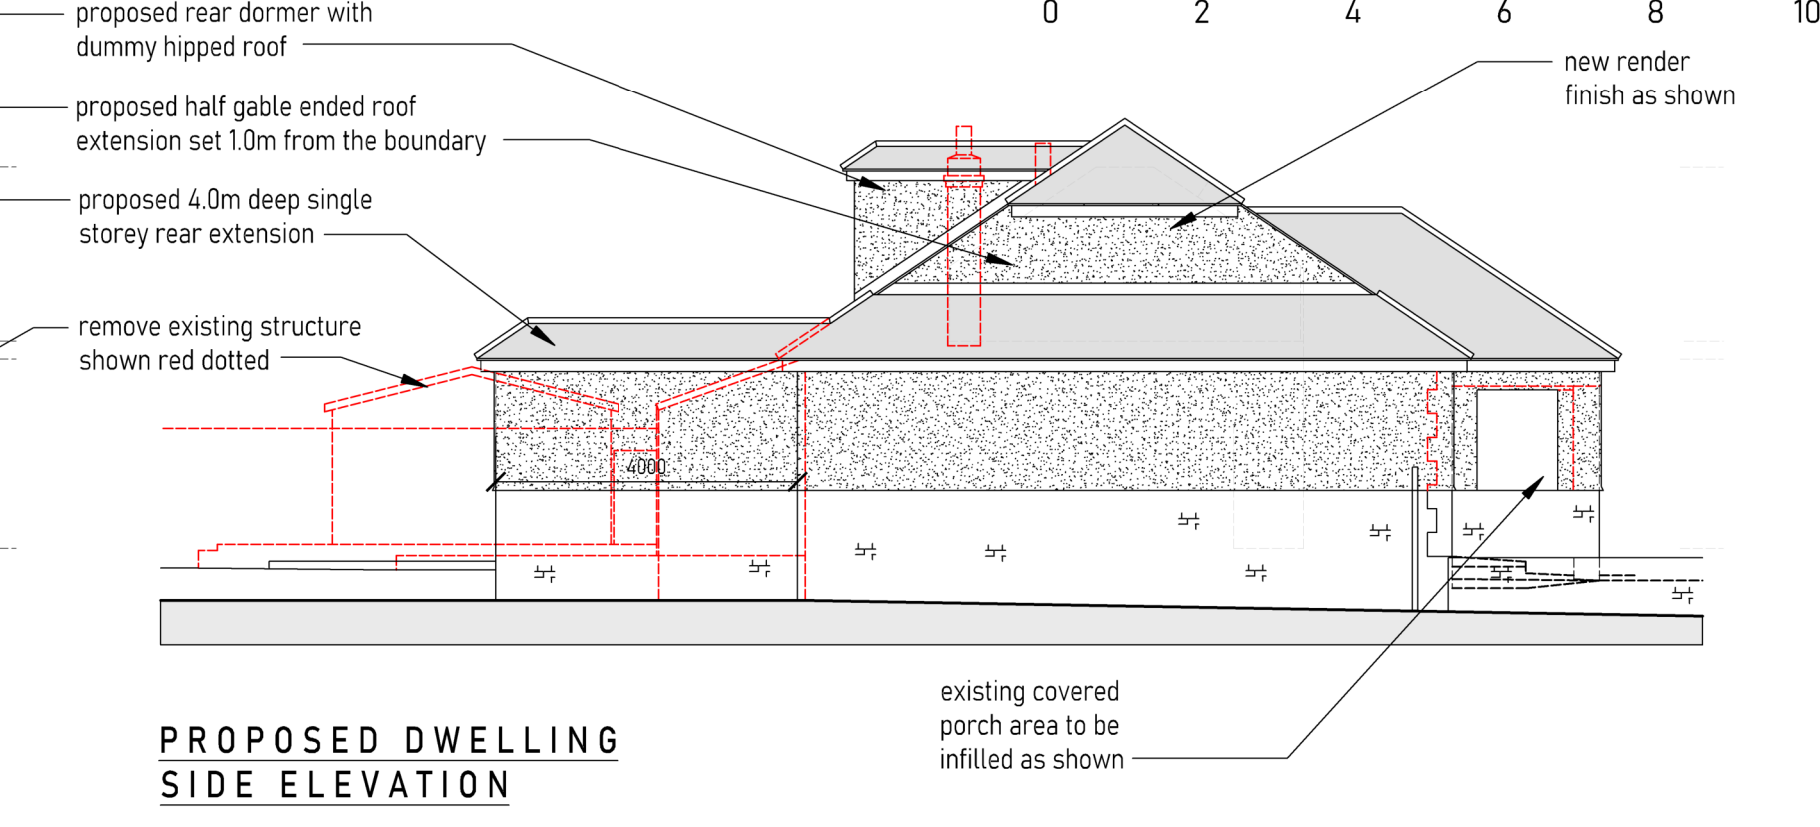 proposed rear dormer with
dummy hipped roof
0 2 4 6 8 10
new render
finish as shown
proposed half gable ended roof
extension set 1.0m from the boundary
proposed 4.0m deep single
storey rear extension
remove existing structure
shown red dotted
4000
existing covered
porch area to be
infilled as shown
PROPOSED DWELLING
SIDE ELEVATION